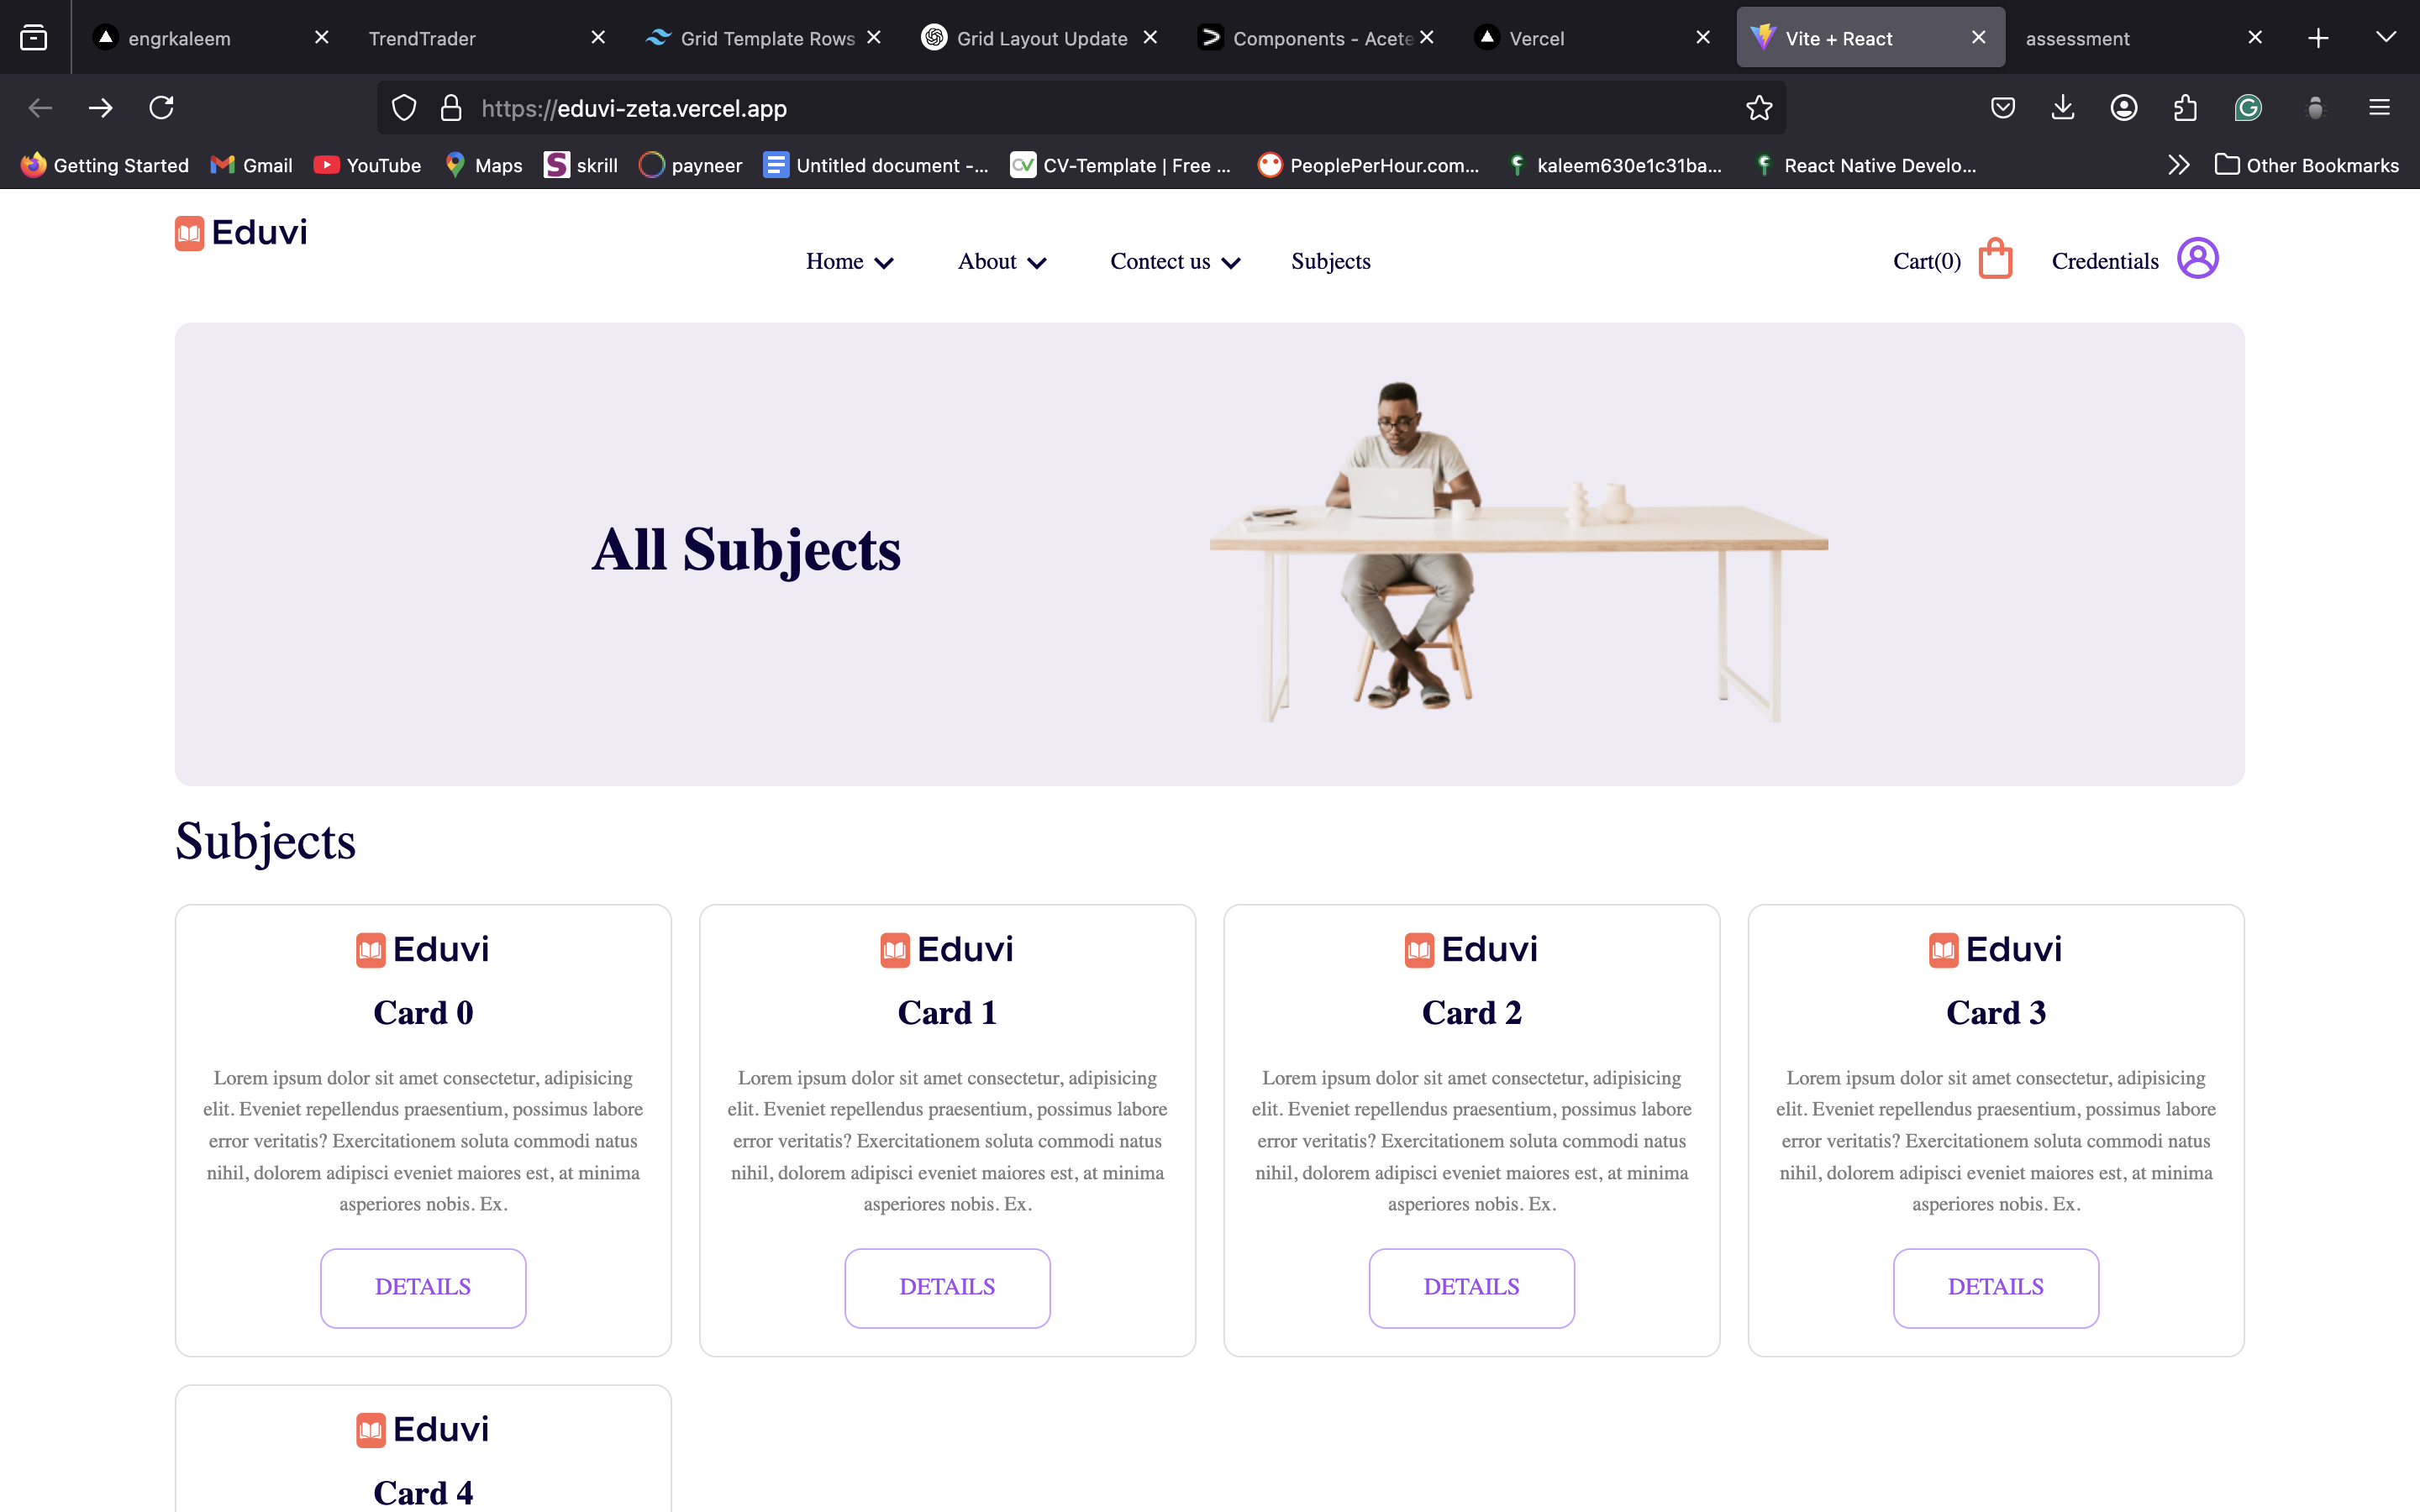 engrkaleem
TrendTrader
Grid Template Rows
Grid Layout Update
Components - Acete
Vercel
Vite + React
assessment
https://eduvi-zeta.vercel.app
Getting Started
Gmail
YouTube
Maps
skrill
payneer
Untitled document -...
CV-Template | Free ...
PeoplePerHour.com...
kaleem630e1c31ba...
React Native Develo...
Other Bookmarks
Eduvi
Home
About
Contect us
Subjects
Cart(0)
Credentials
All Subjects
Subjects
Eduvi
Card 0
Lorem ipsum dolor sit amet consectetur, adipisicing
elit. Eveniet repellendus praesentium, possimus labore
error veritatis? Exercitationem soluta commodi natus
nihil, dolorem adipisci eveniet maiores est, at minima
asperiores nobis. Ex.
DETAILS
Eduvi
Card 1
Lorem ipsum dolor sit amet consectetur, adipisicing
elit. Eveniet repellendus praesentium, possimus labore
error veritatis? Exercitationem soluta commodi natus
nihil, dolorem adipisci eveniet maiores est, at minima
asperiores nobis. Ex.
DETAILS
Eduvi
Card 2
Lorem ipsum dolor sit amet consectetur, adipisicing
elit. Eveniet repellendus praesentium, possimus labore
error veritatis? Exercitationem soluta commodi natus
nihil, dolorem adipisci eveniet maiores est, at minima
asperiores nobis. Ex.
DETAILS
Eduvi
Card 3
Lorem ipsum dolor sit amet consectetur, adipisicing
elit. Eveniet repellendus praesentium, possimus labore
error veritatis? Exercitationem soluta commodi natus
nihil, dolorem adipisci eveniet maiores est, at minima
asperiores nobis. Ex.
DETAILS
Eduvi
Card 4